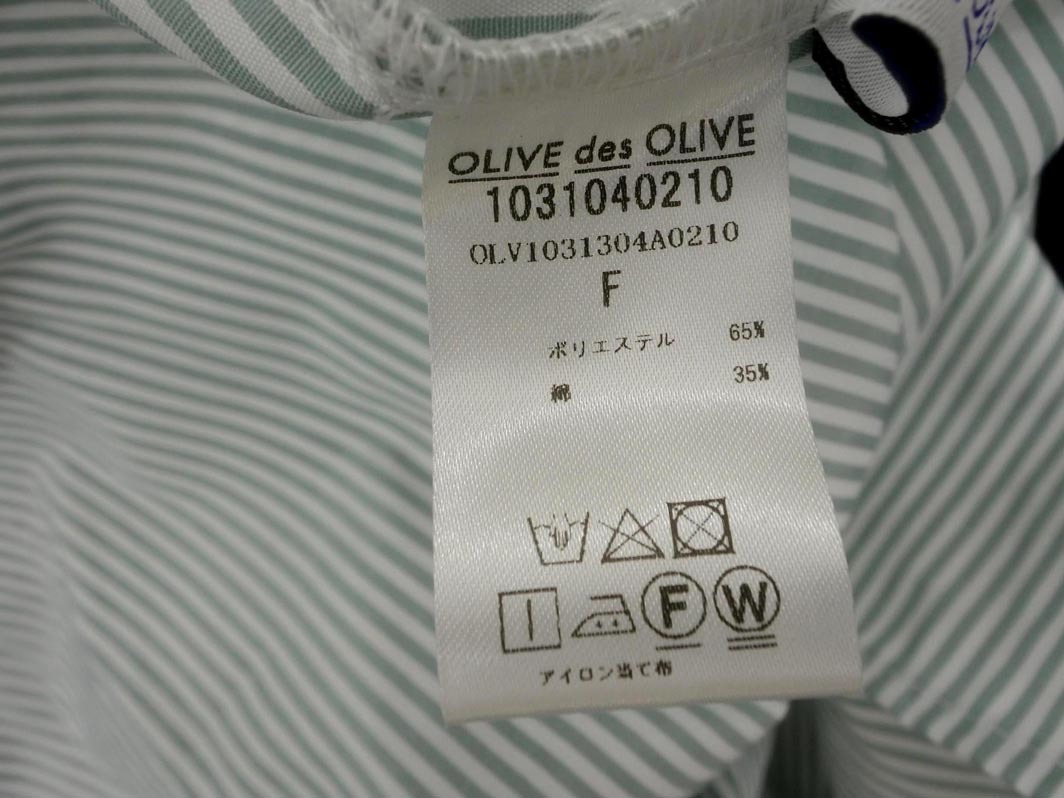 OLIVE des OLIVE
1031040210
OLV1031304A0210
F
ポリエステル 65%
綿 35%
F W
アイロン当て布